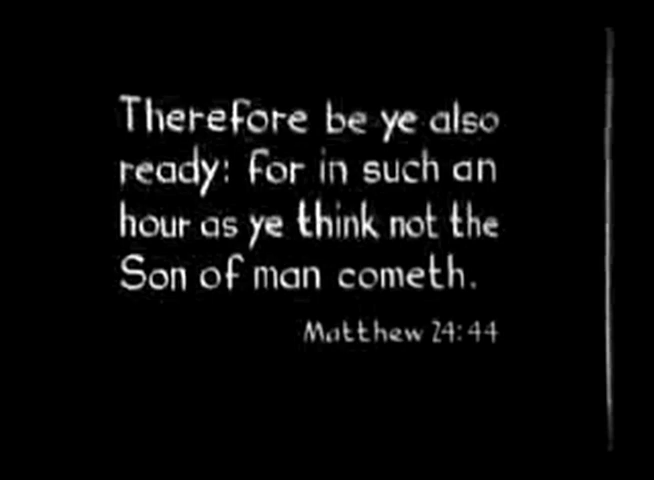 Therefore be ye also
ready: for in such an
hour as ye think not the
Son of man cometh.
Matthew 24:44